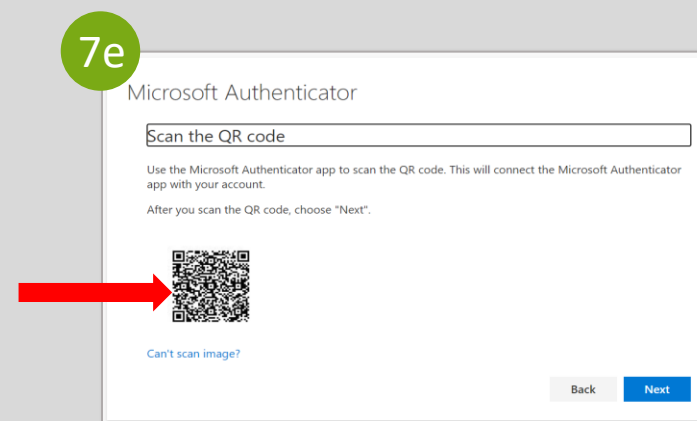 7e
Microsoft Authenticator
Scan the QR code
Use the Microsoft Authenticator app to scan the QR code. This will connect the Microsoft Authenticator
app with your account.
After you scan the QR code, choose "Next".
Can't scan image?
Back Next